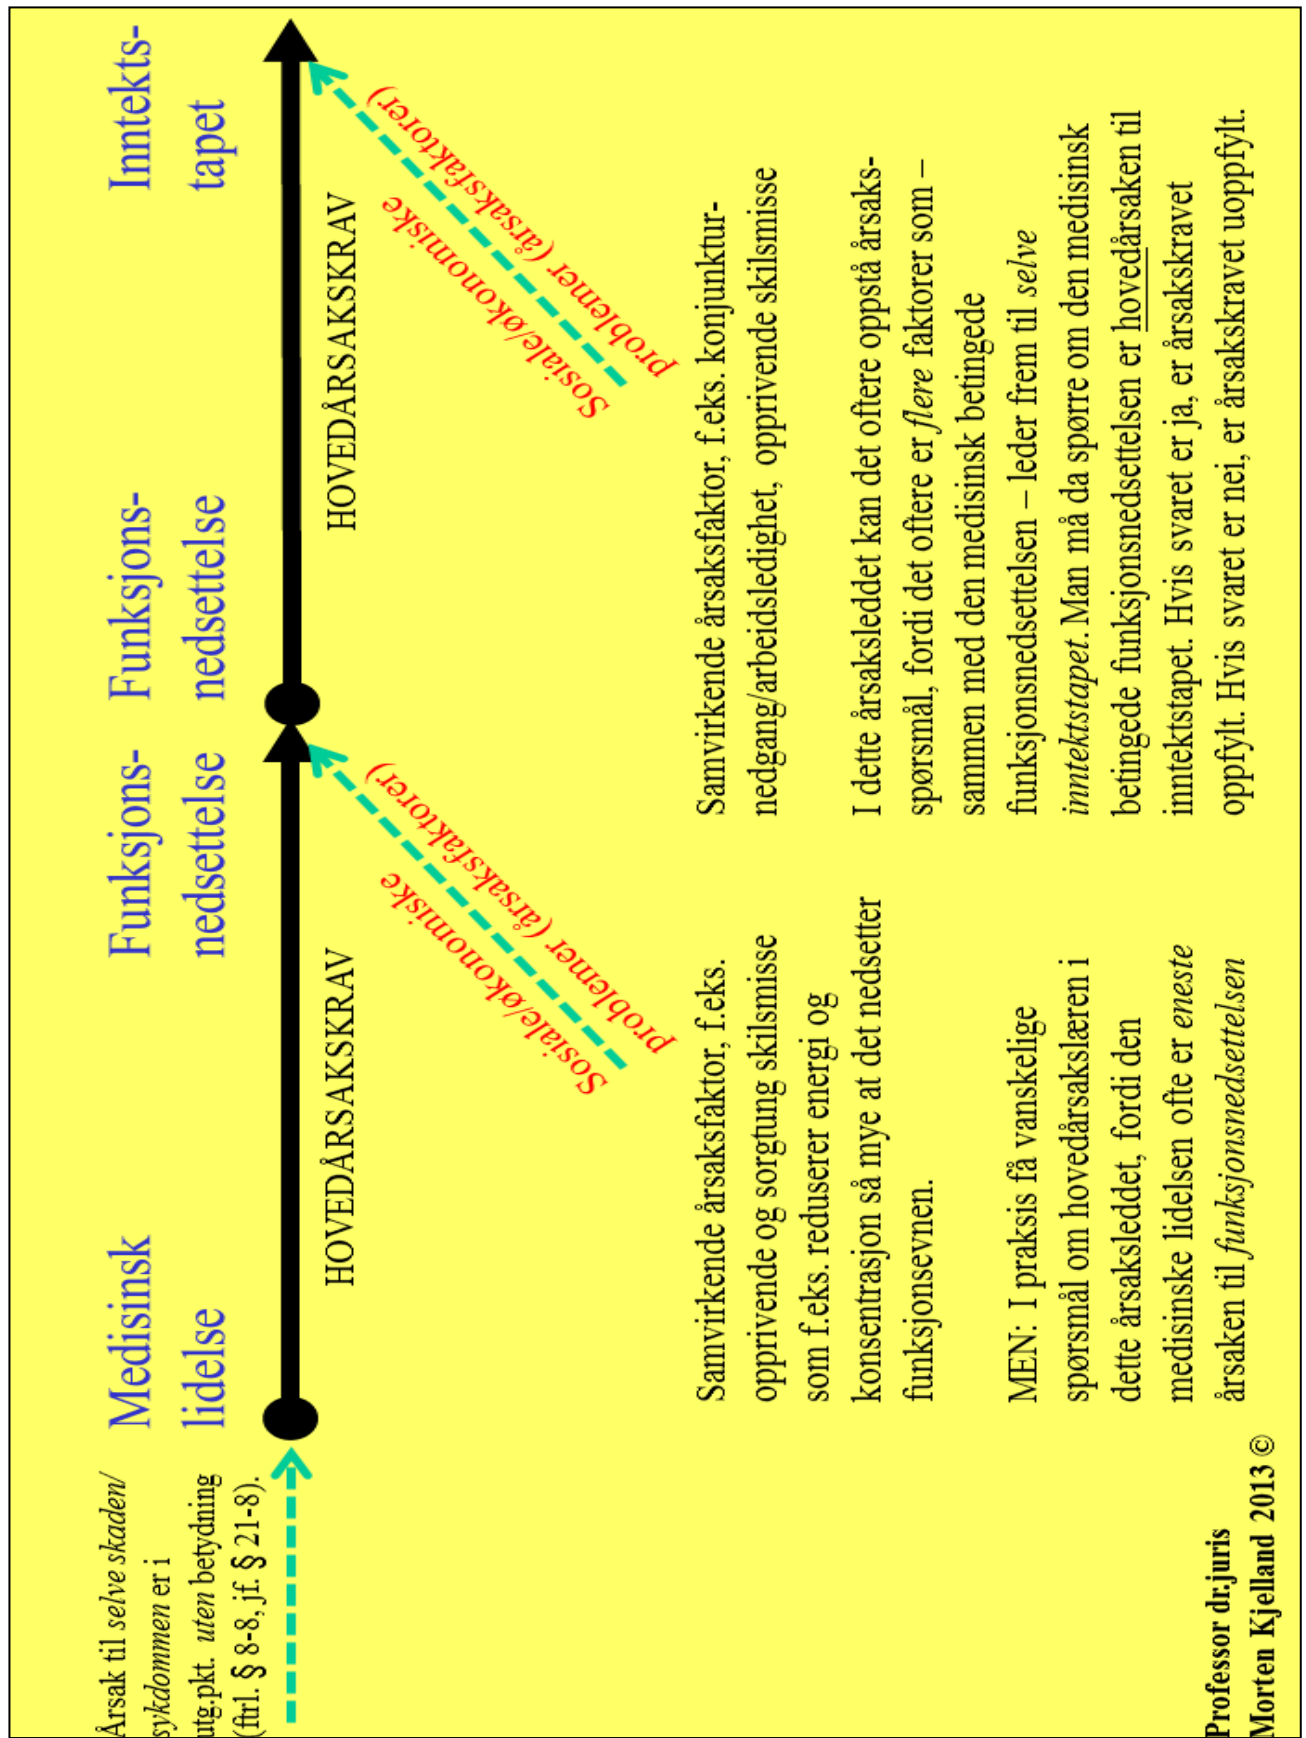 Årsak til selve skaden/
sykdommen er i
utg.pkt. uten betydning
(ftrl. § 8-8, jf. § 21-8).
Medisinsk
lidelse
Funksjons-
nedsettelse
Funksjons-
nedsettelse
Inntekts-
tapet
HOVEDÅRSAKSKRAV
HOVEDÅRSAKSKRAV
Sosiale/økonomiske
problemer (årsaksfaktorer)
Sosiale/økonomiske
problemer (årsaksfaktorer)
Samvirkende årsaksfaktor, f.eks.
opprivende og sorgtung skilsmisse
som f.eks. reduserer energi og
konsentrasjon så mye at det nedsetter
funksjonsevnen.
MEN: I praksis få vanskelige
spørsmål om hovedårsakslæren i
dette årsaksleddet, fordi den
medisinske lidelsen ofte er eneste
årsaken til funksjonsnedsettelsen
Samvirkende årsaksfaktor, f.eks. konjunktur-
nedgang/arbeidsledighet, opprivende skilsmisse
I dette årsaksleddet kan det oftere oppstå årsaks-
spørsmål, fordi det oftere er flere faktorer som –
sammen med den medisinsk betingede
funksjonsnedsettelsen – leder frem til selve
inntektstapet. Man må da spørre om den medisinsk
betingede funksjonsnedsettelsen er hovedårsaken til
inntektstapet. Hvis svaret er ja, er årsakskravet
oppfylt. Hvis svaret er nei, er årsakskravet uoppfylt.
Professor dr.juris
Morten Kjelland 2013 ©